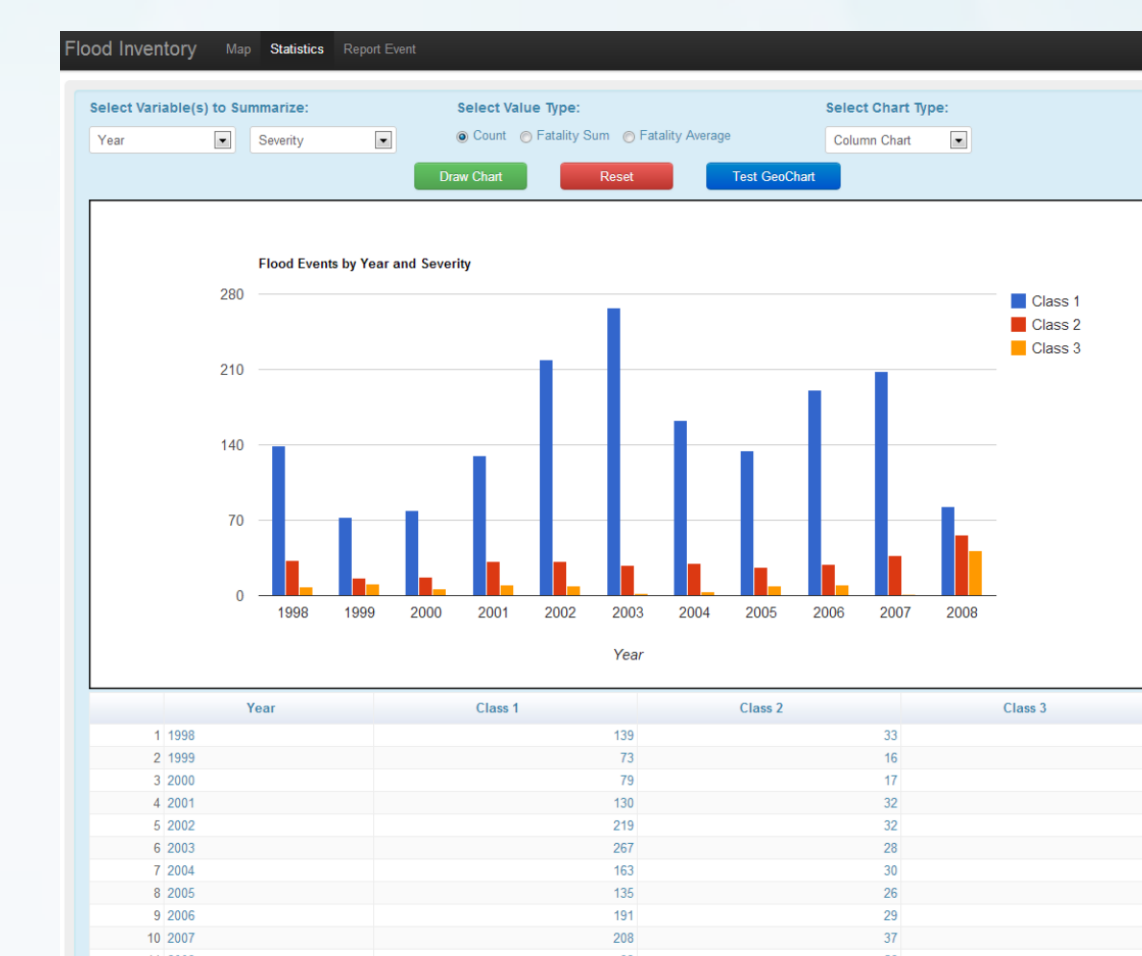 Flood Inventory Map Statistics Report Event
Select Variable(s) to Summarize: Select Value Type: Select Chart Type:
Year Severity Count Fatality Sum Fatality Average Column Chart
Draw Chart Reset Test GeoChart
Flood Events by Year and Severity
280
210
140
70
0
Class 1
Class 2
Class 3
1998 1999 2000 2001 2002 2003 2004 2005 2006 2007 2008
Year
Year Class 1 Class 2 Class 3
1 1998 139 33
2 1999 73 16
3 2000 79 17
4 2001 130 32
5 2002 219 32
6 2003 267 28
7 2004 163 30
8 2005 135 26
9 2006 191 29
10 2007 208 37